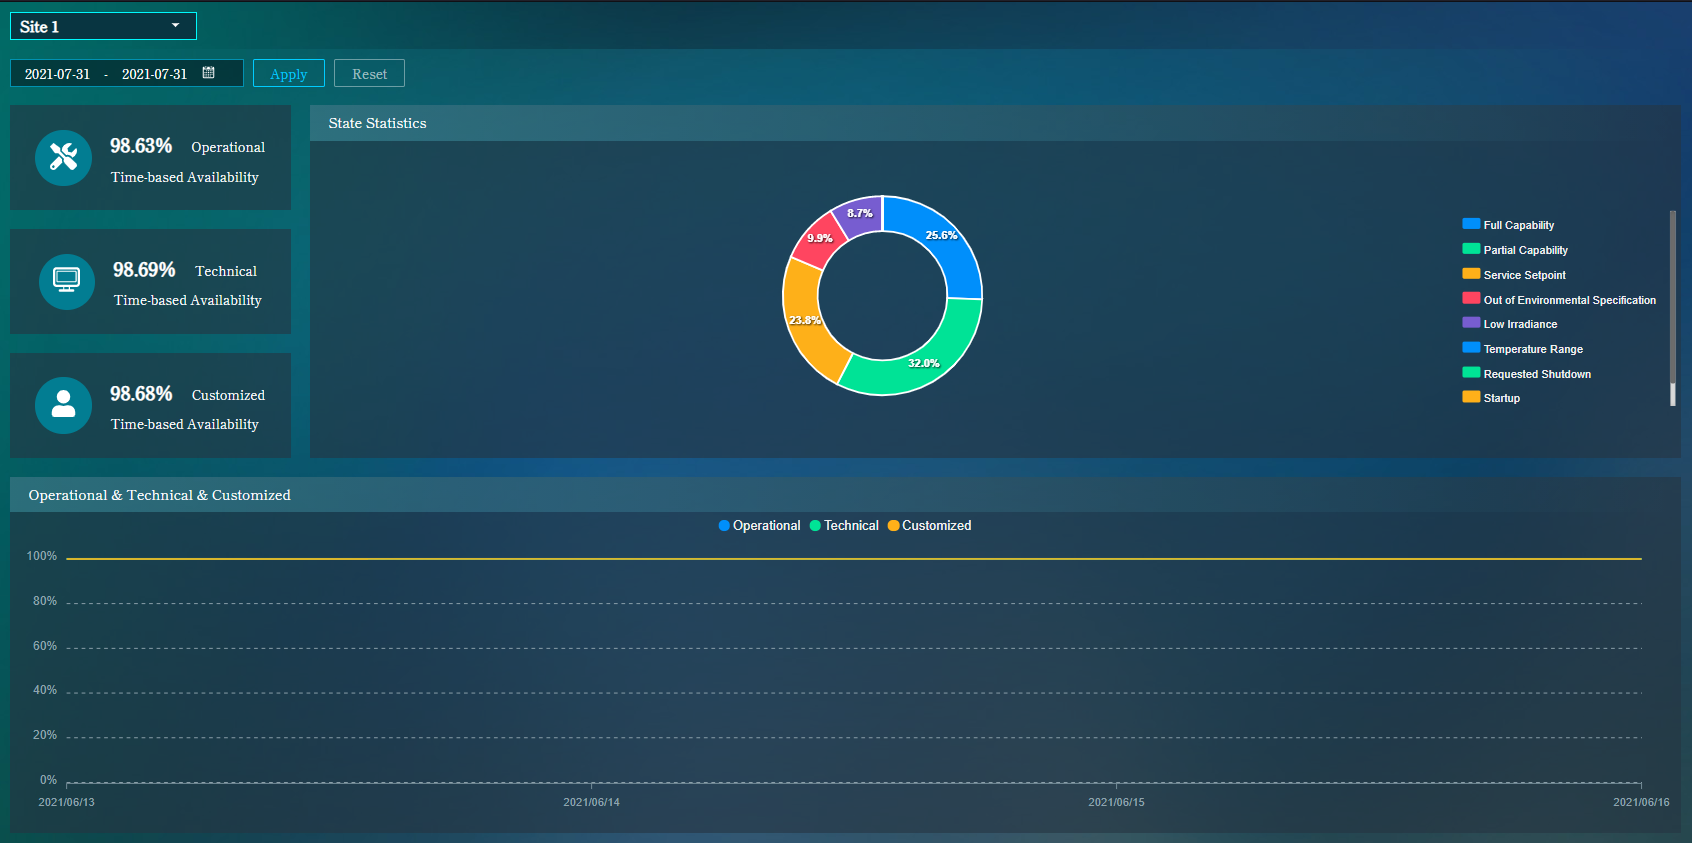 Site 1
2021-07-31 - 2021-07-31
Apply
Reset
98.63% Operational
Time-based Availability
98.69% Technical
Time-based Availability
98.68% Customized
Time-based Availability
State Statistics
8.7%
25.6%
9.9%
23.8%
32.0%
Full Capability
Partial Capability
Service Setpoint
Out of Environmental Specification
Low Irradiance
Temperature Range
Requested Shutdown
Startup
Operational & Technical & Customized
Operational Technical Customized
100%
80%
60%
40%
20%
0%
2021/06/13 2021/06/14 2021/06/15 2021/06/16